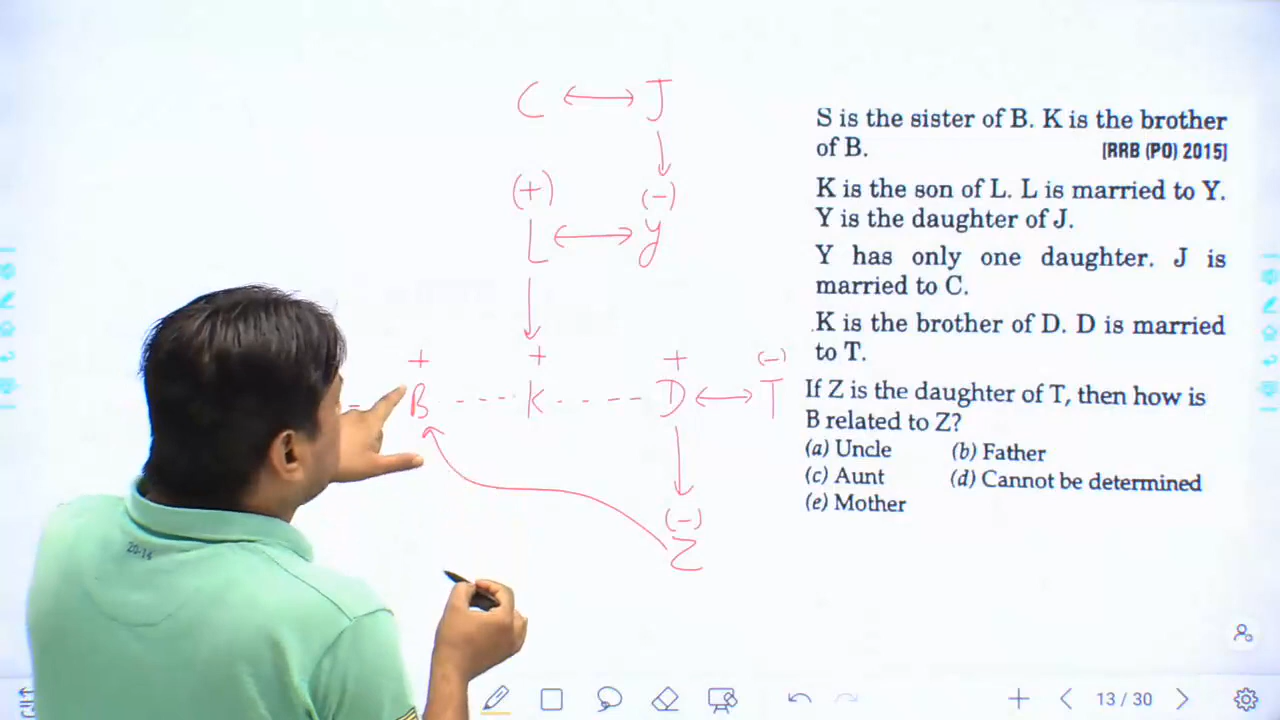 C ↔ J
(+) (-)
L ↔ Y
+ + + (-)
B K D ↔ T
(-)
Z
S is the sister of B. K is the brother
of B. [RRB (PO) 2015]
K is the son of L. L is married to Y.
Y is the daughter of J.
Y has only one daughter. J is
married to C.
K is the brother of D. D is married
to T.
If Z is the daughter of T, then how is
B related to Z?
(a) Uncle (b) Father
(c) Aunt (d) Cannot be determined
(e) Mother
20-14
13 / 30